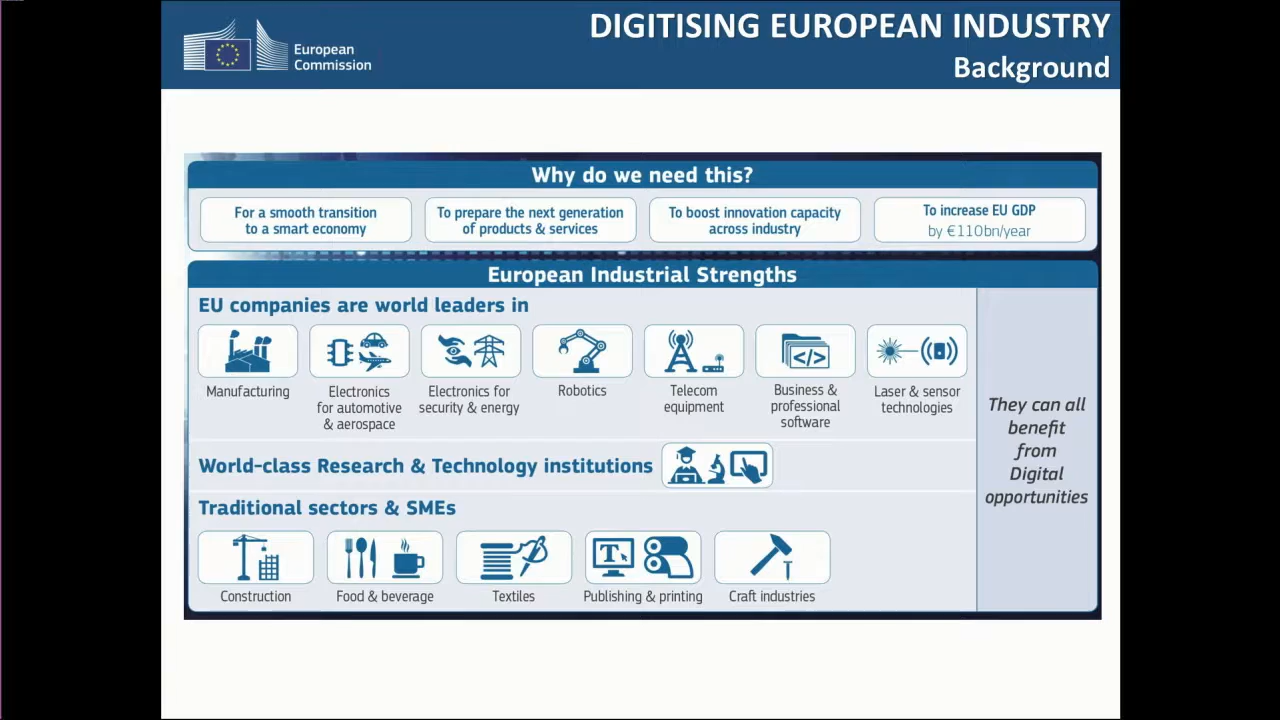 European
Commission
DIGITISING EUROPEAN INDUSTRY
Background
Why do we need this?
For a smooth transition
to a smart economy
To prepare the next generation
of products & services
To boost innovation capacity
across industry
To increase EU GDP
by €110bn/year
European Industrial Strengths
EU companies are world leaders in
Manufacturing
Electronics
for automotive
& aerospace
Electronics for
security & energy
Robotics
Telecom
equipment
</>
Business &
professional
software
Laser & sensor
technologies
World-class Research & Technology institutions
Traditional sectors & SMEs
Construction
Food & beverage
Textiles
T
Publishing & printing
Craft industries
They can all
benefit
from
Digital
opportunities